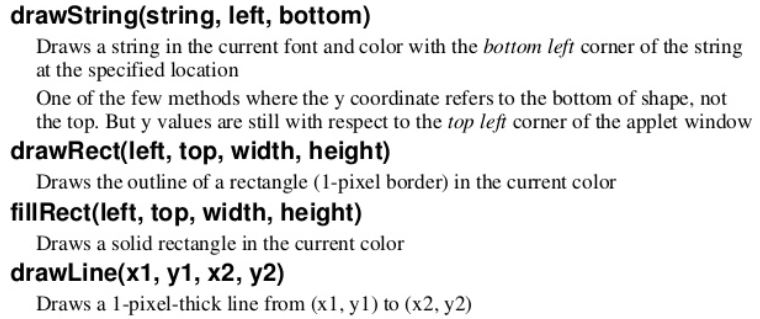 drawString(string, left, bottom)
Draws a string in the current font and color with the bottom left corner of the string
at the specified location
One of the few methods where the y coordinate refers to the bottom of shape, not
the top. But y values are still with respect to the top left corner of the applet window
drawRect(left, top, width, height)
Draws the outline of a rectangle (1-pixel border) in the current color
fillRect(left, top, width, height)
Draws a solid rectangle in the current color
drawLine(x1, y1, x2, y2)
Draws a 1-pixel-thick line from (x1, y1) to (x2, y2)